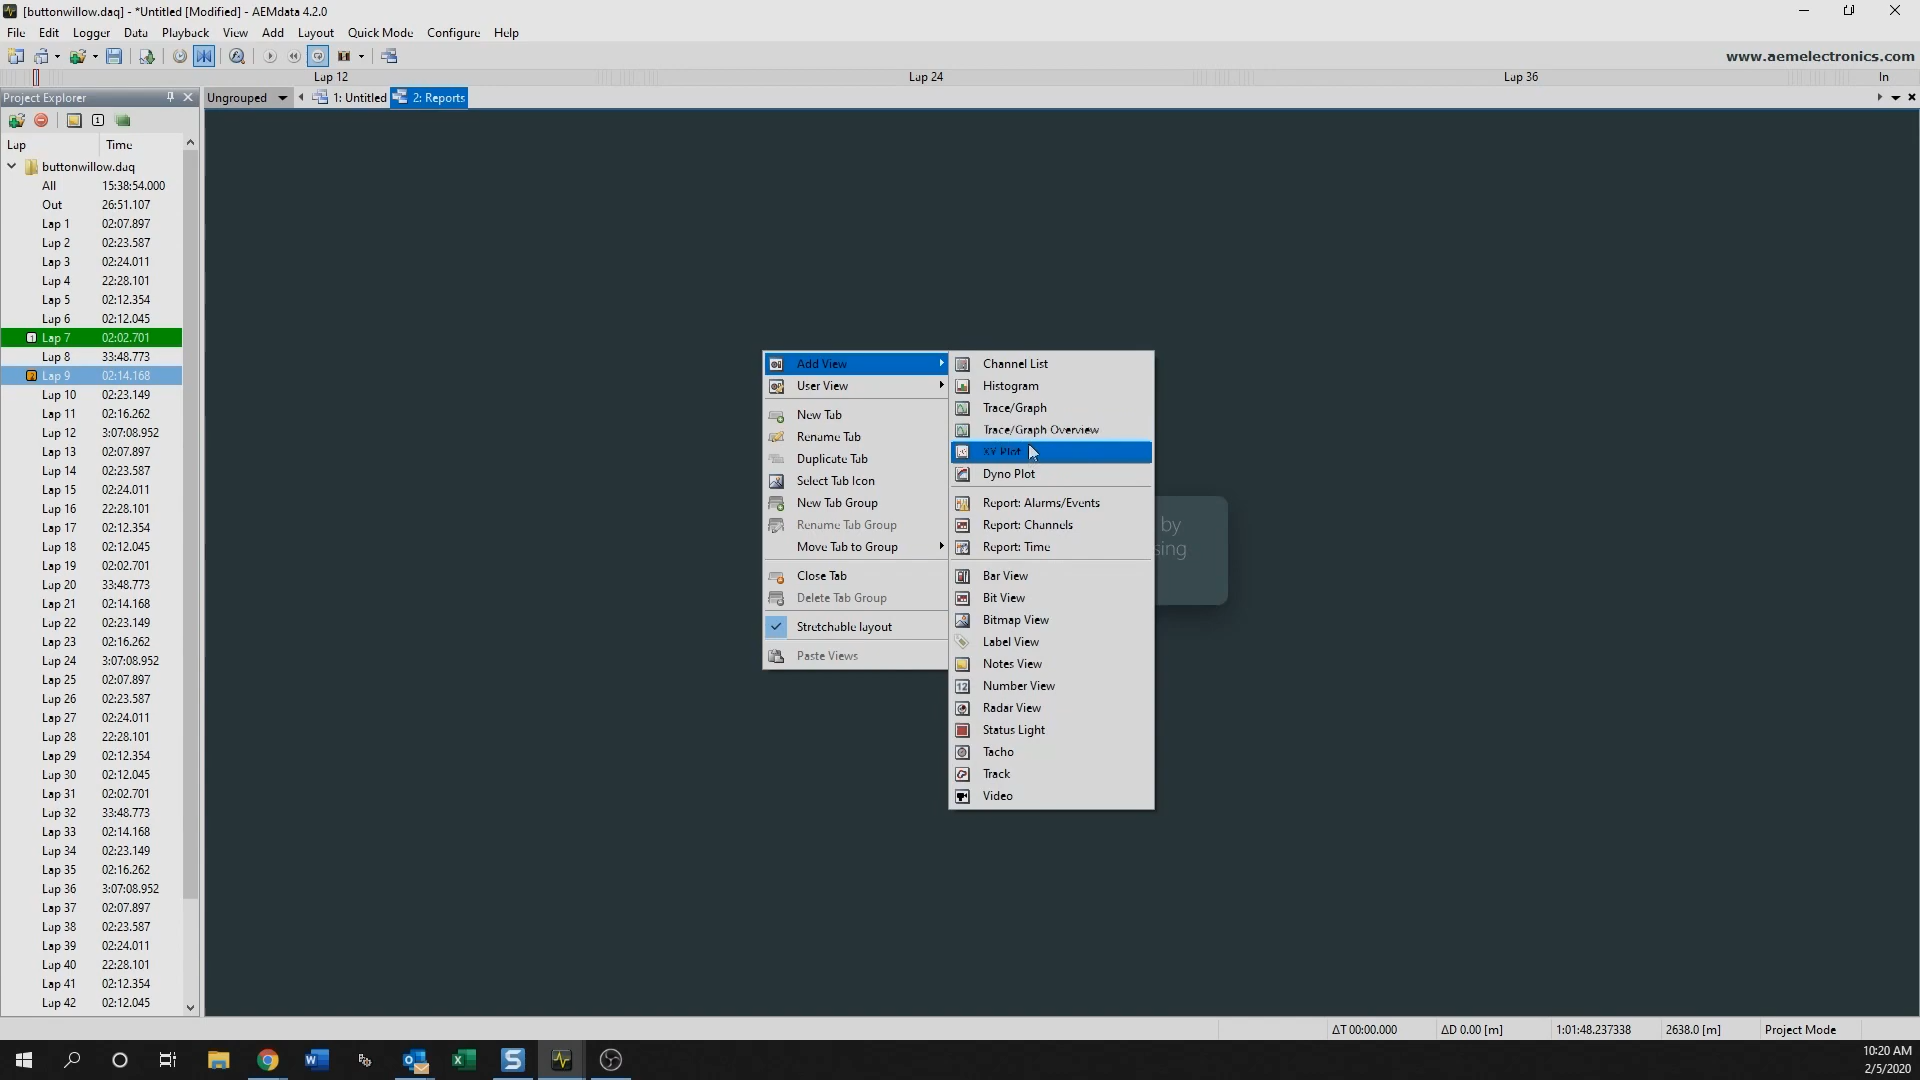 [buttonwillow.daq] - *Untitled [Modified] - AEMdata 4.2.0
File Edit Logger Data Playback View Add Layout Quick Mode Configure Help
www.aemelectronics.com
Lap 12 Lap 24 Lap 36 In
Project Explorer
Ungrouped 1: Untitled 2: Reports
Lap Time
buttonwillow.daq
All 15:38:54.000
Out 26:51.107
Lap 1 02:07.897
Lap 2 02:23.587
Lap 3 02:24.011
Lap 4 22:28.101
Lap 5 02:12.354
Lap 6 02:12.045
1 Lap 7 02:02.701
Lap 8 33:48.773
2 Lap 9 02:14.168
Lap 10 02:23.149
Lap 11 02:16.262
Lap 12 3:07:08.952
Lap 13 02:07.897
Lap 14 02:23.587
Lap 15 02:24.011
Lap 16 22:28.101
Lap 17 02:12.354
Lap 18 02:12.045
Lap 19 02:02.701
Lap 20 33:48.773
Lap 21 02:14.168
Lap 22 02:23.149
Lap 23 02:16.262
Lap 24 3:07:08.952
Lap 25 02:07.897
Lap 26 02:23.587
Lap 27 02:24.011
Lap 28 22:28.101
Lap 29 02:12.354
Lap 30 02:12.045
Lap 31 02:02.701
Lap 32 33:48.773
Lap 33 02:14.168
Lap 34 02:23.149
Lap 35 02:16.262
Lap 36 3:07:08.952
Lap 37 02:07.897
Lap 38 02:23.587
Lap 39 02:24.011
Lap 40 22:28.101
Lap 41 02:12.354
Lap 42 02:12.045
Add View
User View
New Tab
Rename Tab
Duplicate Tab
Select Tab Icon
New Tab Group
Rename Tab Group
Move Tab to Group
Close Tab
Delete Tab Group
Stretchable layout
Paste Views
Channel List
Histogram
Trace/Graph
Trace/Graph Overview
XY Plot
Dyno Plot
Report: Alarms/Events
Report: Channels
Report: Time
Bar View
Bit View
Bitmap View
Label View
Notes View
Number View
Radar View
Status Light
Tacho
Track
Video
by
sing
ΔT 00:00.000 ΔD 0.00 [m] 1:01:48.237338 2638.0 [m] Project Mode
10:20 AM
2/5/2020